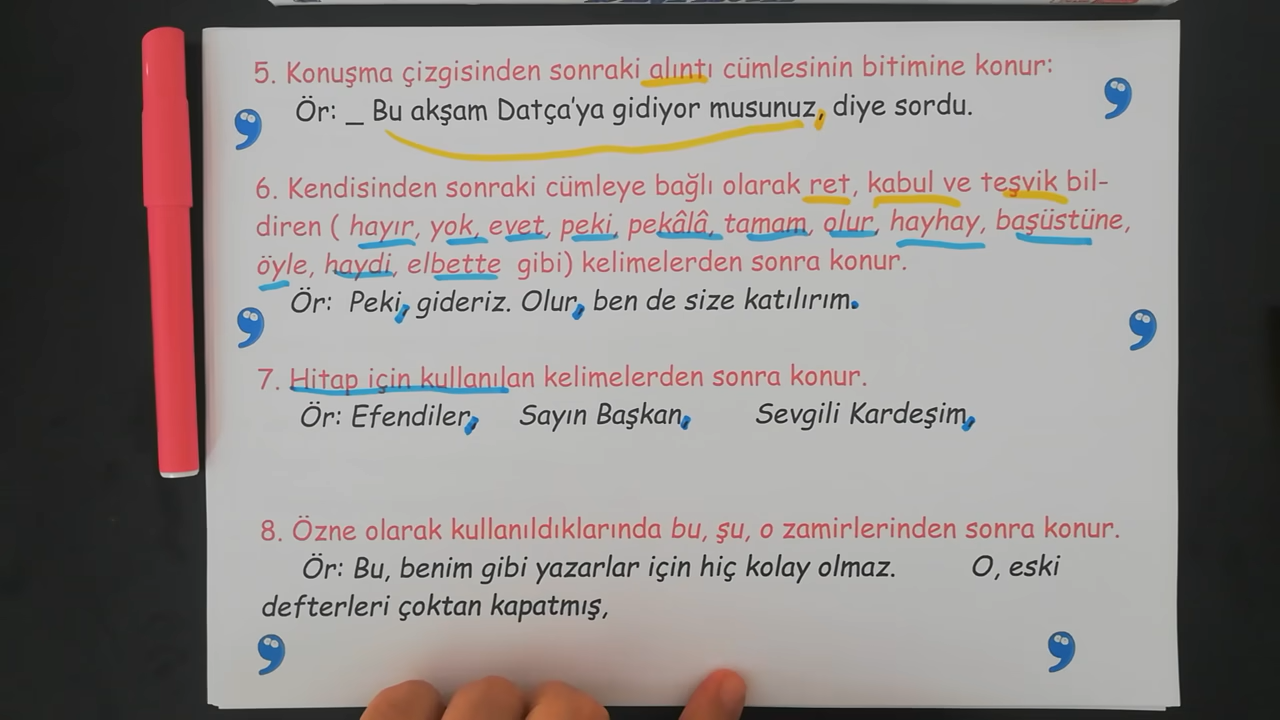 5. Konuşma çizgisinden sonraki alıntı cümlesinin bitimine konur:
Ör: _ Bu akşam Datça'ya gidiyor musunuz, diye sordu.
6. Kendisinden sonraki cümleye bağlı olarak ret, kabul ve teşvik bil-
diren ( hayır, yok, evet, peki, pekâlâ, tamam, olur, hayhay, başüstüne,
öyle, haydi, elbette gibi) kelimelerden sonra konur.
Ör: Peki, gideriz. Olur, ben de size katılırım.
7. Hitap için kullanılan kelimelerden sonra konur.
Ör: Efendiler, Sayın Başkan, Sevgili Kardeşim,
8. Özne olarak kullanıldıklarında bu, şu, o zamirlerinden sonra konur.
Ör: Bu, benim gibi yazarlar için hiç kolay olmaz. O, eski
defterleri çoktan kapatmış,